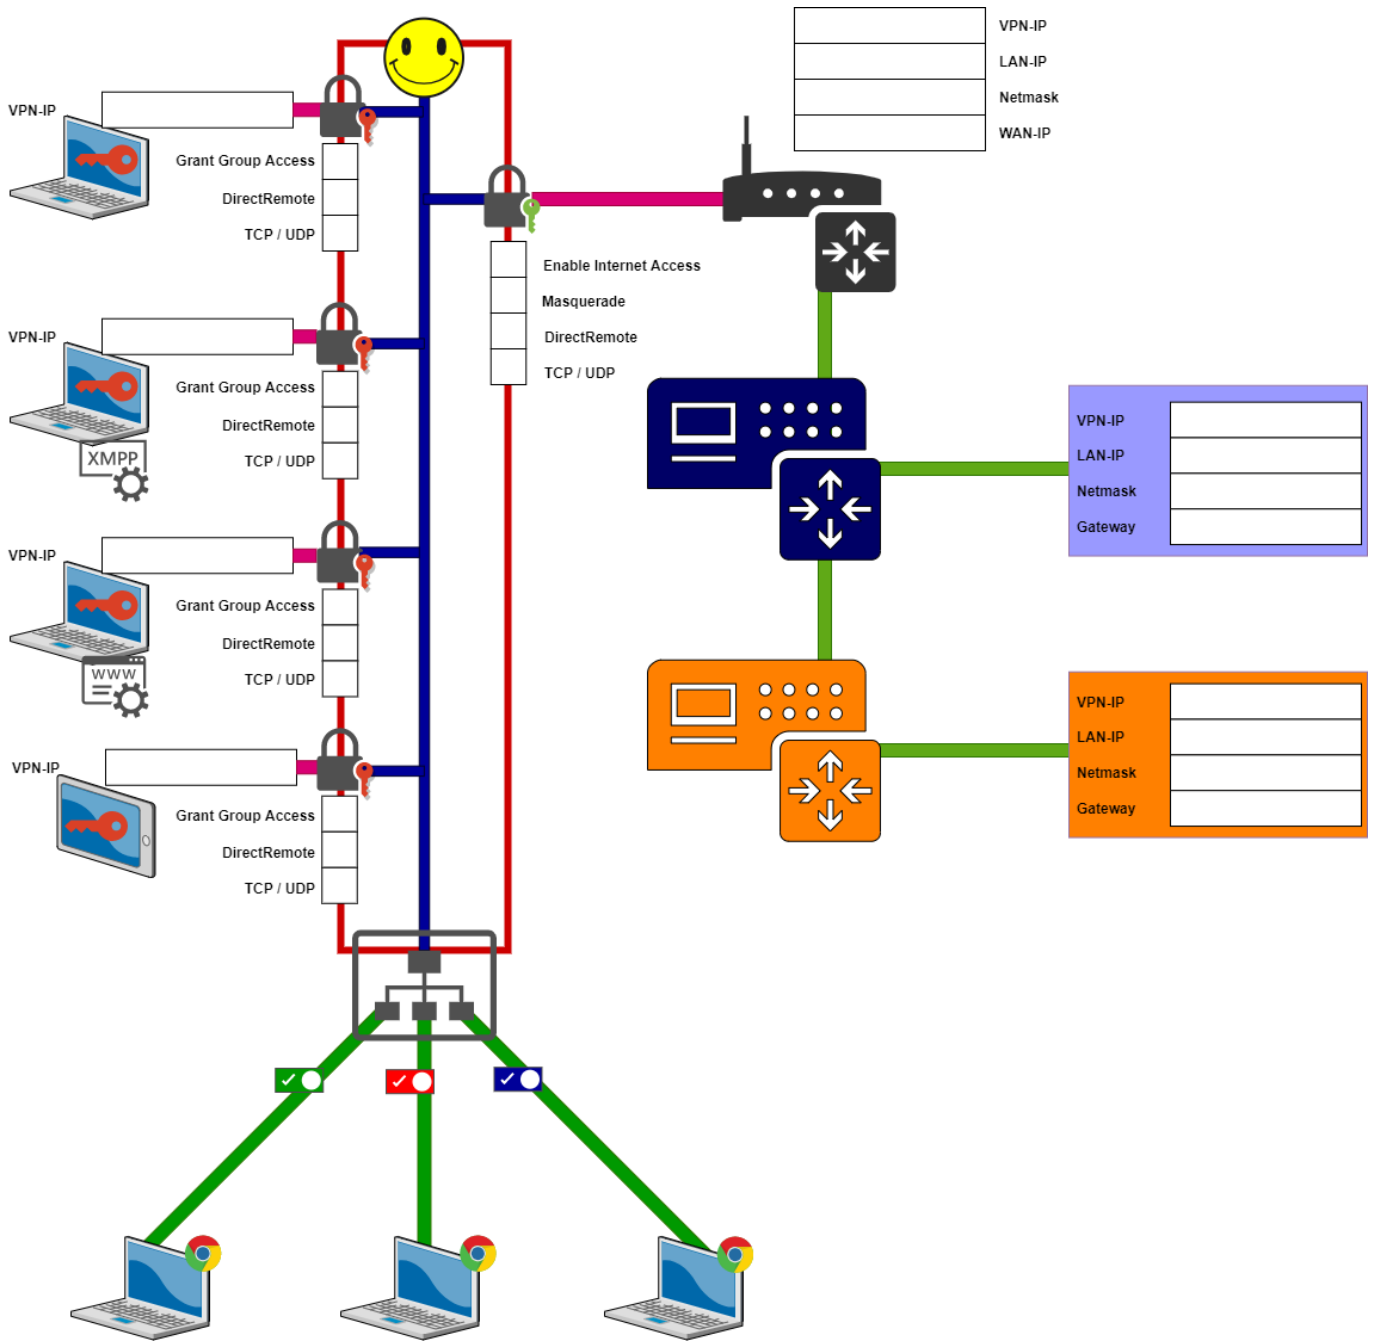 VPN-IP
LAN-IP
Netmask
WAN-IP
VPN-IP
Grant Group Access
DirectRemote
TCP / UDP
Enable Internet Access
Masquerade
DirectRemote
TCP / UDP
VPN-IP
Grant Group Access
DirectRemote
TCP / UDP
XMPP
VPN-IP
LAN-IP
Netmask
Gateway
VPN-IP
Grant Group Access
DirectRemote
TCP / UDP
WWW
VPN-IP
LAN-IP
Netmask
Gateway
VPN-IP
Grant Group Access
DirectRemote
TCP / UDP